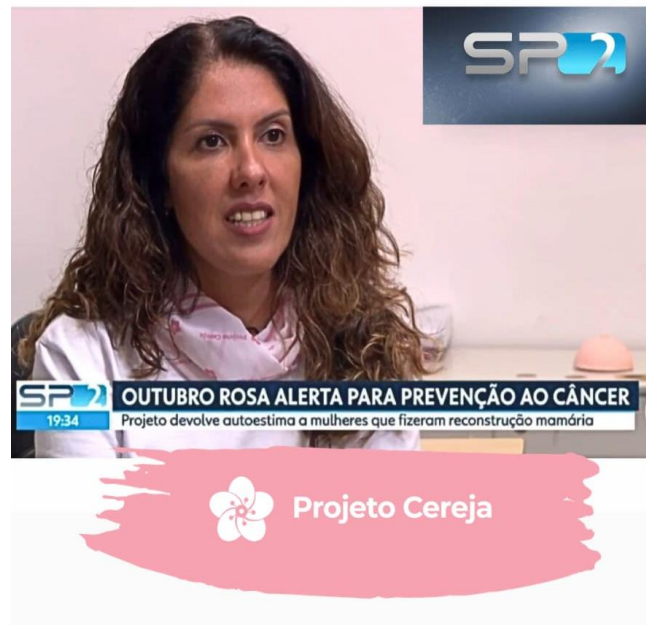 SP2
SP2
OUTUBRO ROSA ALERTA PARA PREVENÇÃO AO CÂNCER
19:34
Projeto devolve autoestima a mulheres que fizeram reconstrução mamária
Projeto Cereja